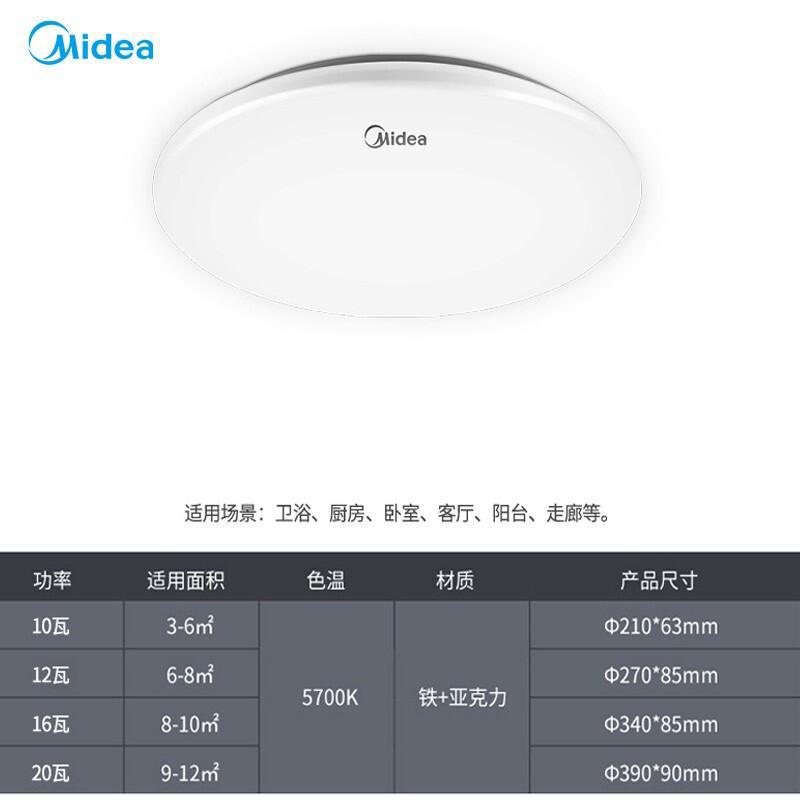 Midea
Midea
适用场景：卫浴、厨房、卧室、客厅、阳台、走廊等。
功率 适用面积 色温 材质 产品尺寸
10瓦 3-6㎡ Φ210*63mm
12瓦 6-8㎡ Φ270*85mm
5700K 铁+亚克力
16瓦 8-10㎡ Φ340*85mm
20瓦 9-12㎡ Φ390*90mm